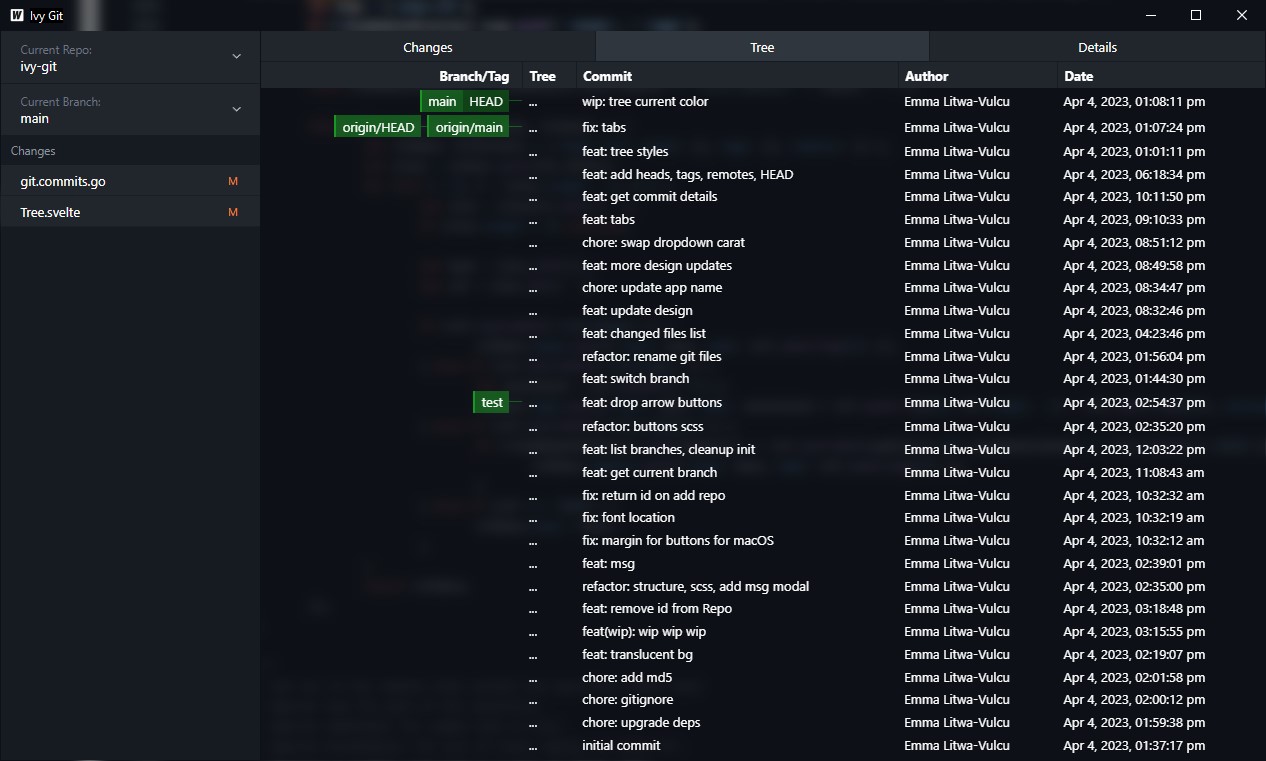 W Ivy Git
Current Repo:
ivy-git
Current Branch:
main
Changes
git.commits.go M
Tree.svelte M
Changes Tree Details
Branch/Tag Tree Commit Author Date
main HEAD ... wip: tree current color Emma Litwa-Vulcu Apr 4, 2023, 01:08:11 pm
origin/HEAD origin/main ... fix: tabs Emma Litwa-Vulcu Apr 4, 2023, 01:07:24 pm
... feat: tree styles Emma Litwa-Vulcu Apr 4, 2023, 01:01:11 pm
... feat: add heads, tags, remotes, HEAD Emma Litwa-Vulcu Apr 4, 2023, 06:18:34 pm
... feat: get commit details Emma Litwa-Vulcu Apr 4, 2023, 10:11:50 pm
... feat: tabs Emma Litwa-Vulcu Apr 4, 2023, 09:10:33 pm
... chore: swap dropdown carat Emma Litwa-Vulcu Apr 4, 2023, 08:51:12 pm
... feat: more design updates Emma Litwa-Vulcu Apr 4, 2023, 08:49:58 pm
... chore: update app name Emma Litwa-Vulcu Apr 4, 2023, 08:34:47 pm
... feat: update design Emma Litwa-Vulcu Apr 4, 2023, 08:32:46 pm
... feat: changed files list Emma Litwa-Vulcu Apr 4, 2023, 04:23:46 pm
... refactor: rename git files Emma Litwa-Vulcu Apr 4, 2023, 01:56:04 pm
... feat: switch branch Emma Litwa-Vulcu Apr 4, 2023, 01:44:30 pm
test ... feat: drop arrow buttons Emma Litwa-Vulcu Apr 4, 2023, 02:54:37 pm
... refactor: buttons scss Emma Litwa-Vulcu Apr 4, 2023, 02:35:20 pm
... feat: list branches, cleanup init Emma Litwa-Vulcu Apr 4, 2023, 12:03:22 pm
... feat: get current branch Emma Litwa-Vulcu Apr 4, 2023, 11:08:43 am
... fix: return id on add repo Emma Litwa-Vulcu Apr 4, 2023, 10:32:32 am
... fix: font location Emma Litwa-Vulcu Apr 4, 2023, 10:32:19 am
... fix: margin for buttons for macOS Emma Litwa-Vulcu Apr 4, 2023, 10:32:12 am
... feat: msg Emma Litwa-Vulcu Apr 4, 2023, 02:39:01 pm
... refactor: structure, scss, add msg modal Emma Litwa-Vulcu Apr 4, 2023, 02:35:00 pm
... feat: remove id from Repo Emma Litwa-Vulcu Apr 4, 2023, 03:18:48 pm
... feat(wip): wip wip wip Emma Litwa-Vulcu Apr 4, 2023, 03:15:55 pm
... feat: translucent bg Emma Litwa-Vulcu Apr 4, 2023, 02:19:07 pm
... chore: add md5 Emma Litwa-Vulcu Apr 4, 2023, 02:01:58 pm
... chore: gitignore Emma Litwa-Vulcu Apr 4, 2023, 02:00:12 pm
... chore: upgrade deps Emma Litwa-Vulcu Apr 4, 2023, 01:59:38 pm
... initial commit Emma Litwa-Vulcu Apr 4, 2023, 01:37:17 pm